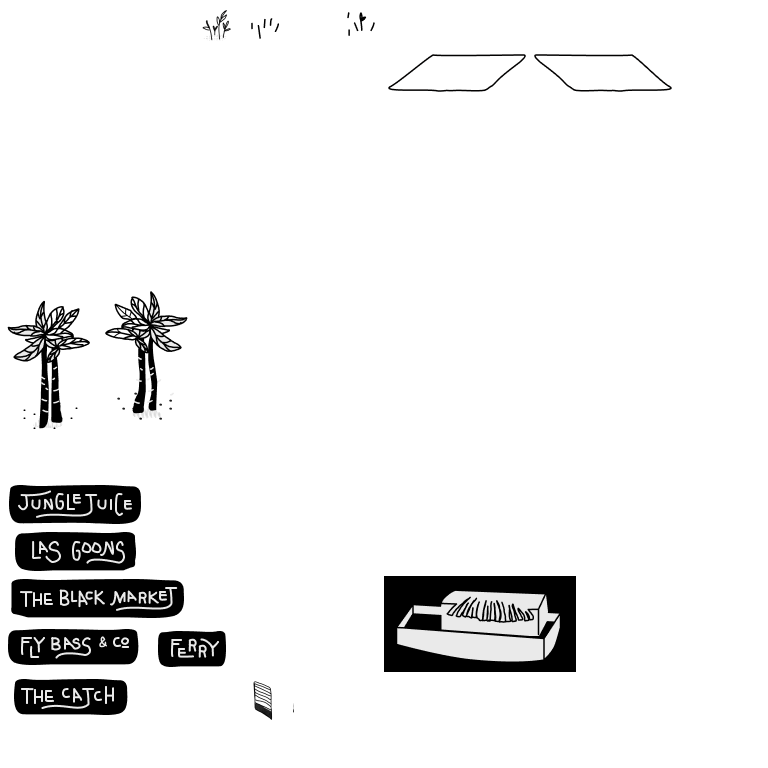 JUNGLE JUICE
LAS GOONS
THE BLACK MARKET
FLY BASS & CO
FERRY
THE CATCH